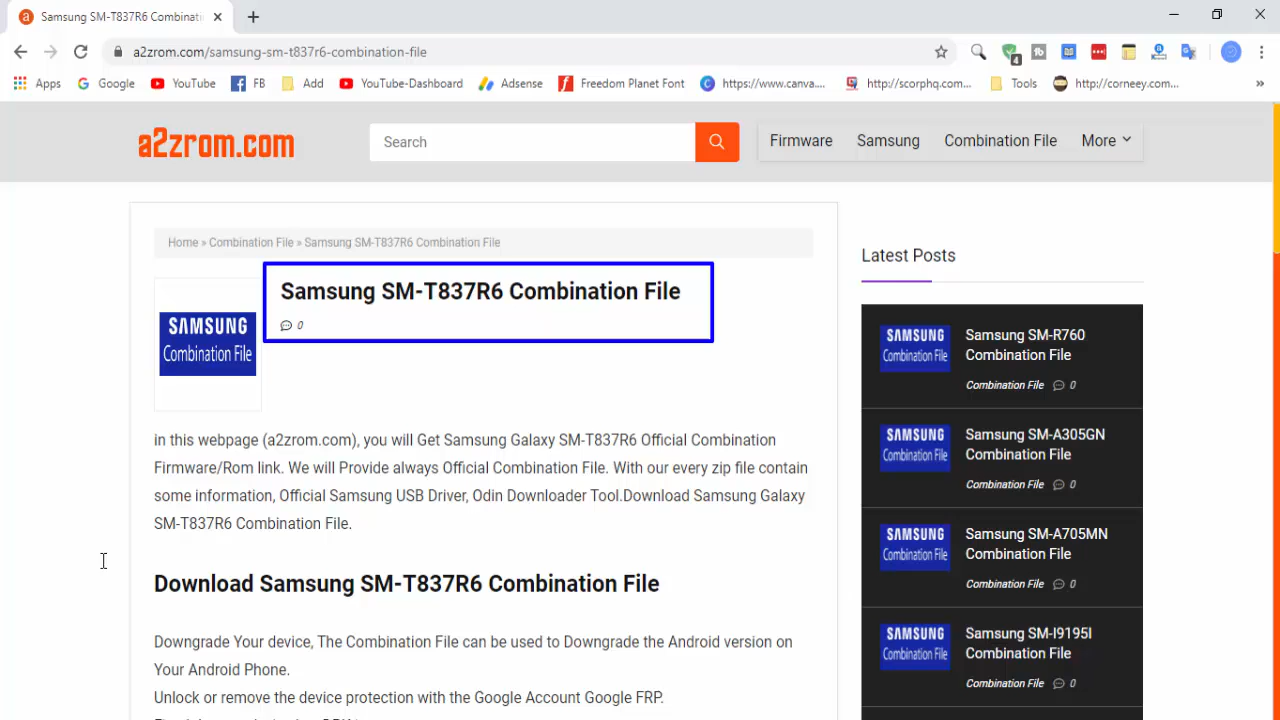 Samsung SM-T837R6 Combinati
a2zrom.com/samsung-sm-t837r6-combination-file
4
Apps
Google
YouTube
FB
Add
YouTube-Dashboard
Adsense
Freedom Planet Font
https://www.canva....
http://scorphq.com...
Tools
http://corneey.com...
»
a2zrom.com
Search
Firmware
Samsung
Combination File
More
Home » Combination File » Samsung SM-T837R6 Combination File
SAMSUNG
Combination File
Samsung SM-T837R6 Combination File
0
in this webpage (a2zrom.com), you will Get Samsung Galaxy SM-T837R6 Official Combination
Firmware/Rom link. We will Provide always Official Combination File. With our every zip file contain
some information, Official Samsung USB Driver, Odin Downloader Tool.Download Samsung Galaxy
SM-T837R6 Combination File.
Download Samsung SM-T837R6 Combination File
Downgrade Your device, The Combination File can be used to Downgrade the Android version on
Your Android Phone.
Unlock or remove the device protection with the Google Account Google FRP.
Latest Posts
SAMSUNG
Combination File
Samsung SM-R760
Combination File
Combination File 0
SAMSUNG
Combination File
Samsung SM-A305GN
Combination File
Combination File 0
SAMSUNG
Combination File
Samsung SM-A705MN
Combination File
Combination File 0
SAMSUNG
Combination File
Samsung SM-I9195I
Combination File
Combination File 0